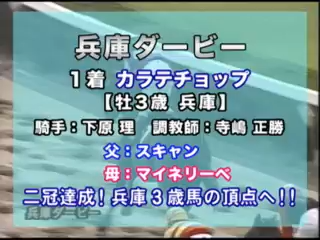 兵庫ダービー
1着 カラテチョップ
【牡3歳 兵庫】
騎手：下原 理 調教師：寺嶋 正勝
父：スキャン
母：マイネリーベ
二冠達成！兵庫３歳馬の頂点へ！！
兵庫ダービー